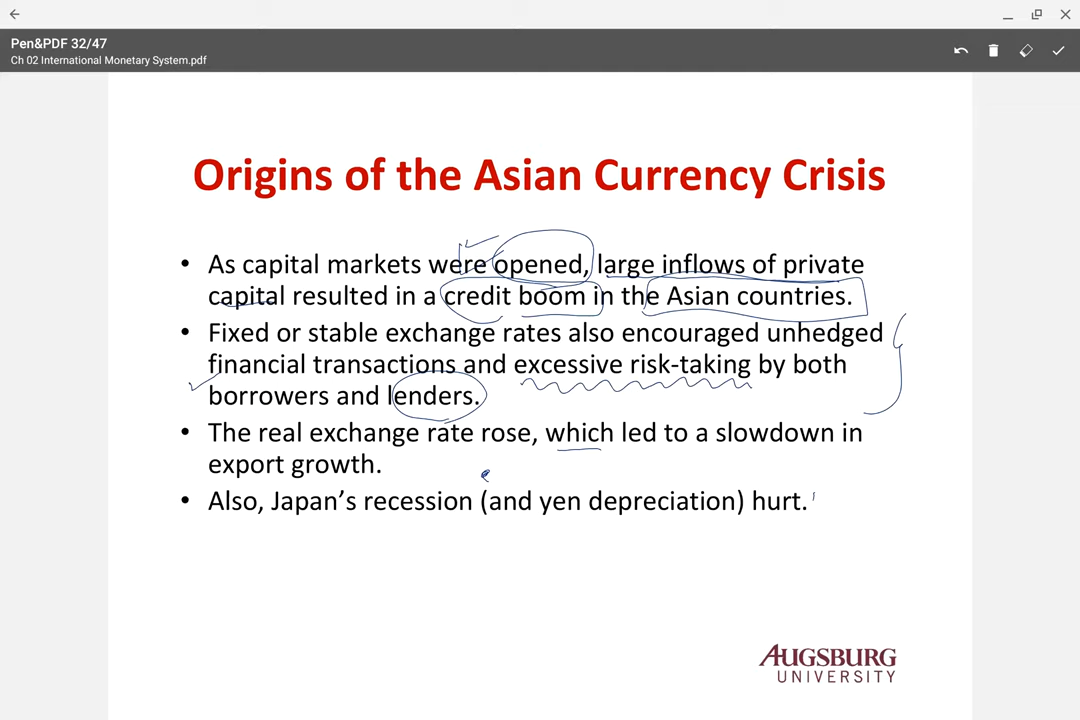 Pen&PDF 32/47
Ch 02 International Monetary System.pdf
Origins of the Asian Currency Crisis
• As capital markets were opened, large inflows of private
capital resulted in a credit boom in the Asian countries.
• Fixed or stable exchange rates also encouraged unhedged
financial transactions and excessive risk-taking by both
borrowers and lenders.
• The real exchange rate rose, which led to a slowdown in
export growth.
• Also, Japan's recession (and yen depreciation) hurt.
AUGSBURG
UNIVERSITY